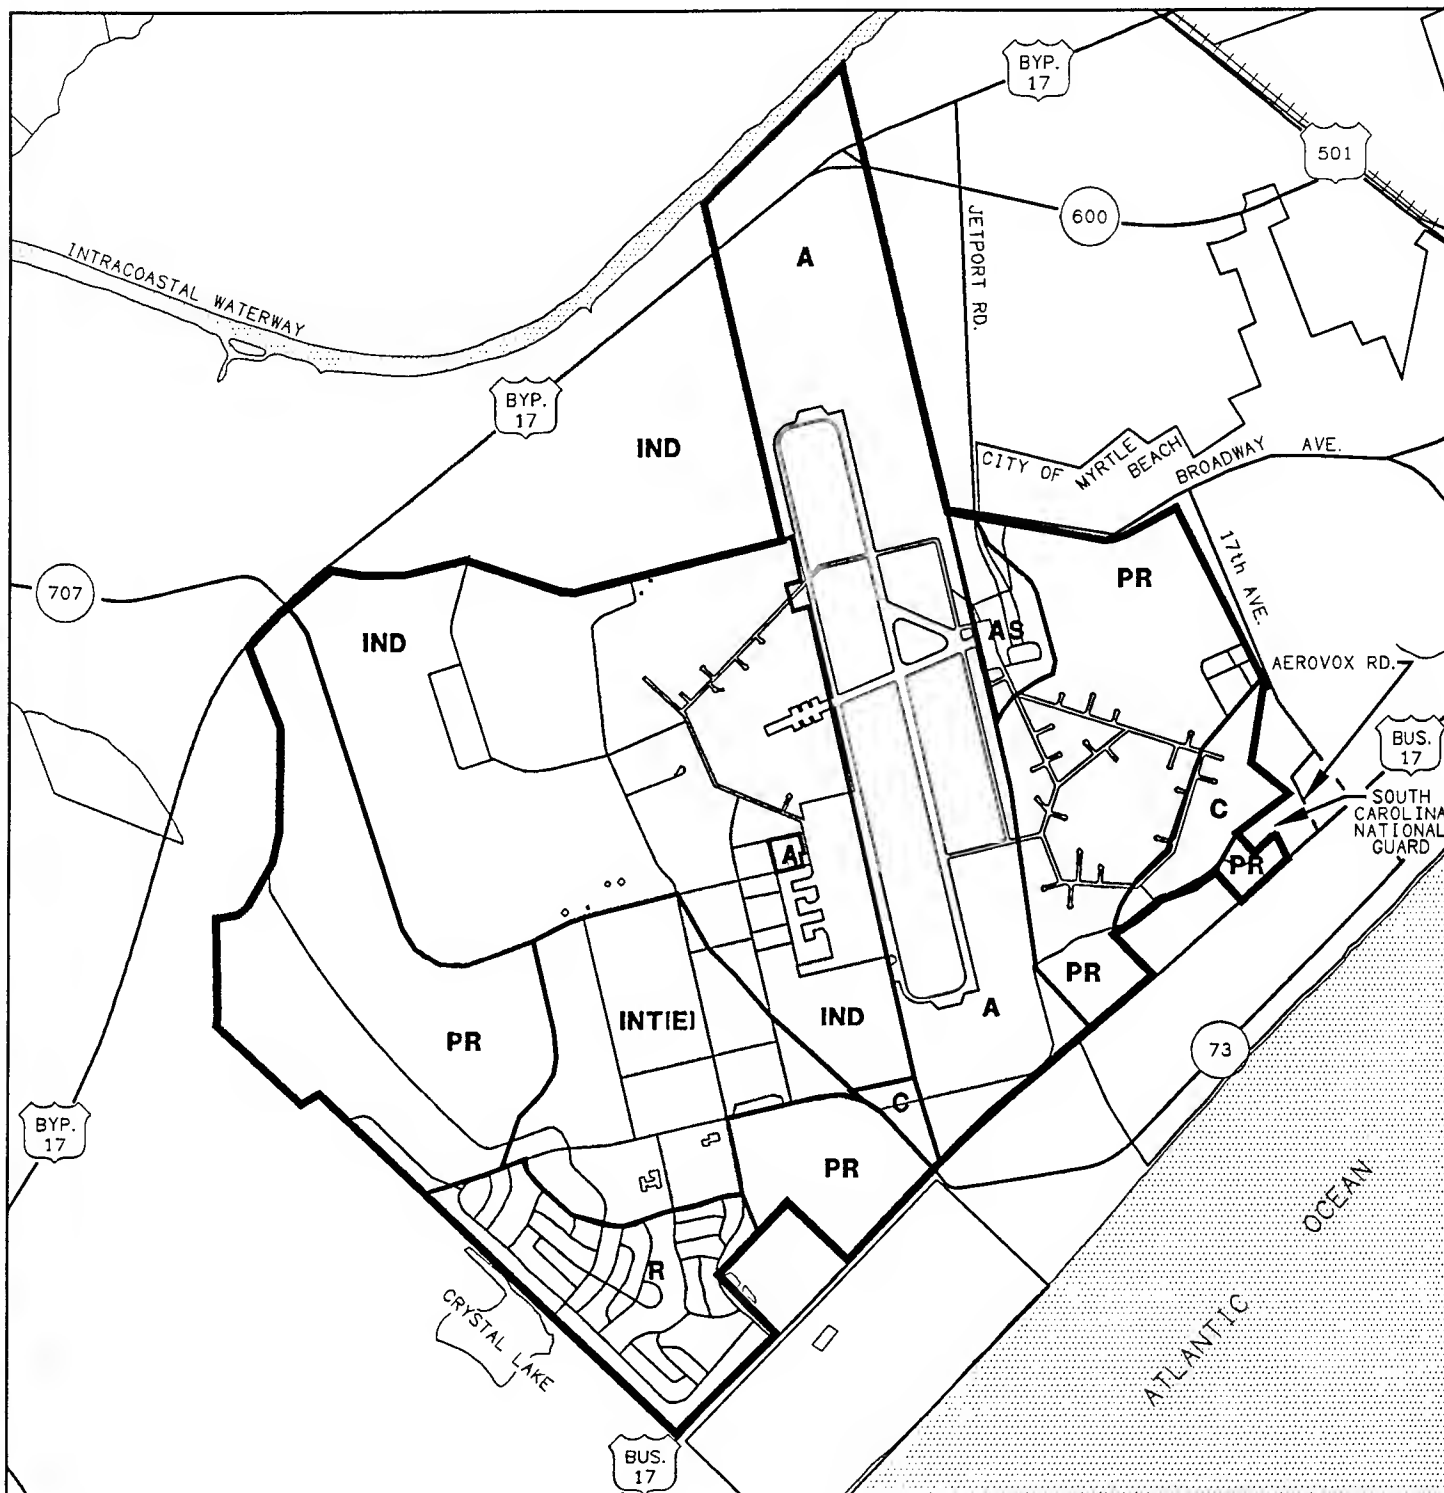 BYP.
17
501
600
INTRACOASTAL WATERWAY
A
JETPORT RD.
BYP.
17
IND
CITY OF MYRTLE BEACH
BROADWAY AVE.
17th AVE.
PR
707
IND
AS
AEROVOX RD.
BUS.
17
C
SOUTH
CAROLINA
NATIONAL
GUARD
A
PR
PR
INT(E)
IND
A
PR
73
C
BYP.
17
PR
R
CRYSTAL LAKE
ATLANTIC OCEAN
BUS.
17